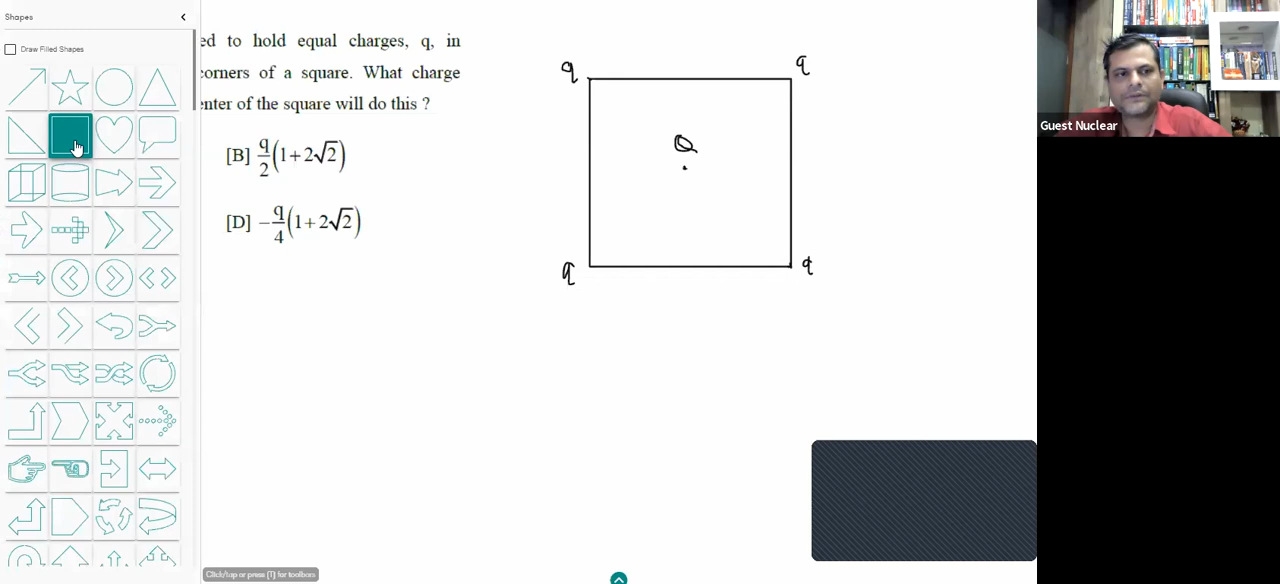 Shapes
Draw Filled Shapes
ed to hold equal charges, q, in
corners of a square. What charge
enter of the square will do this ?
[B] q/2(1+2√2)
[D] −q/4(1+2√2)
q q
Q
q q
Guest Nuclear
Click/tap or press [T] for toolbars